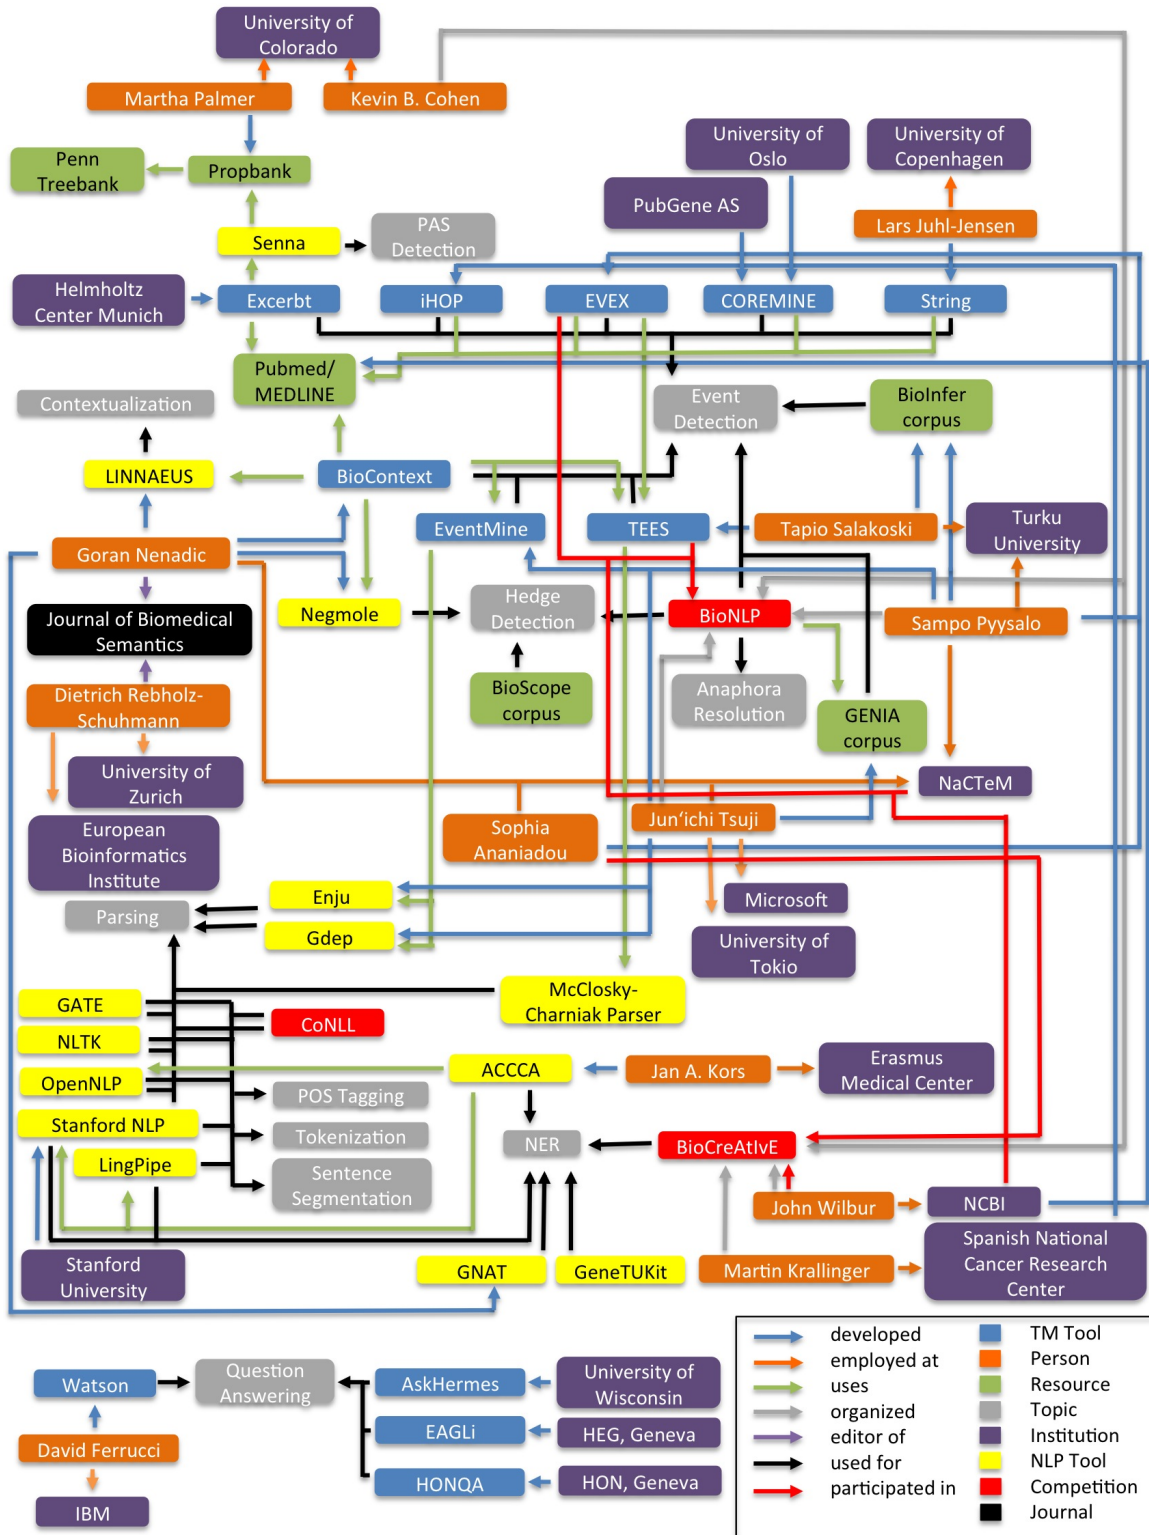 University of
Colorado
Martha Palmer
Kevin B. Cohen
University of
Oslo
University of
Copenhagen
Penn
Treebank
Propbank
PubGene AS
Lars Juhl-Jensen
Senna
PAS
Detection
Helmholtz
Center Munich
Excerbt
iHOP
EVEX
COREMINE
String
Pubmed/
MEDLINE
Contextualization
Event
Detection
BioInfer
corpus
LINNAEUS
BioContext
EventMine
TEES
Tapio Salakoski
Turku
University
Goran Nenadic
Journal of Biomedical
Semantics
Negmole
Hedge
Detection
BioNLP
Sampo Pyysalo
Dietrich Rebholz-
Schuhmann
BioScope
corpus
Anaphora
Resolution
GENIA
corpus
University of
Zurich
NaCTeM
European
Bioinformatics
Institute
Sophia
Ananiadou
Jun‘ichi Tsuji
Enju
Microsoft
Parsing
Gdep
University of
Tokio
GATE
McClosky-
Charniak Parser
CoNLL
NLTK
OpenNLP
ACCCA
Jan A. Kors
Erasmus
Medical Center
POS Tagging
Stanford NLP
Tokenization
NER
BioCreAtIvE
LingPipe
Sentence
Segmentation
John Wilbur
NCBI
Stanford
University
GNAT
GeneTUKit
Martin Krallinger
Spanish National
Cancer Research
Center
developed
TM Tool
employed at
Person
uses
Resource
organized
Topic
editor of
Institution
used for
NLP Tool
participated in
Competition
Journal
Watson
Question
Answering
AskHermes
University of
Wisconsin
EAGLi
HEG, Geneva
David Ferrucci
HONQA
HON, Geneva
IBM